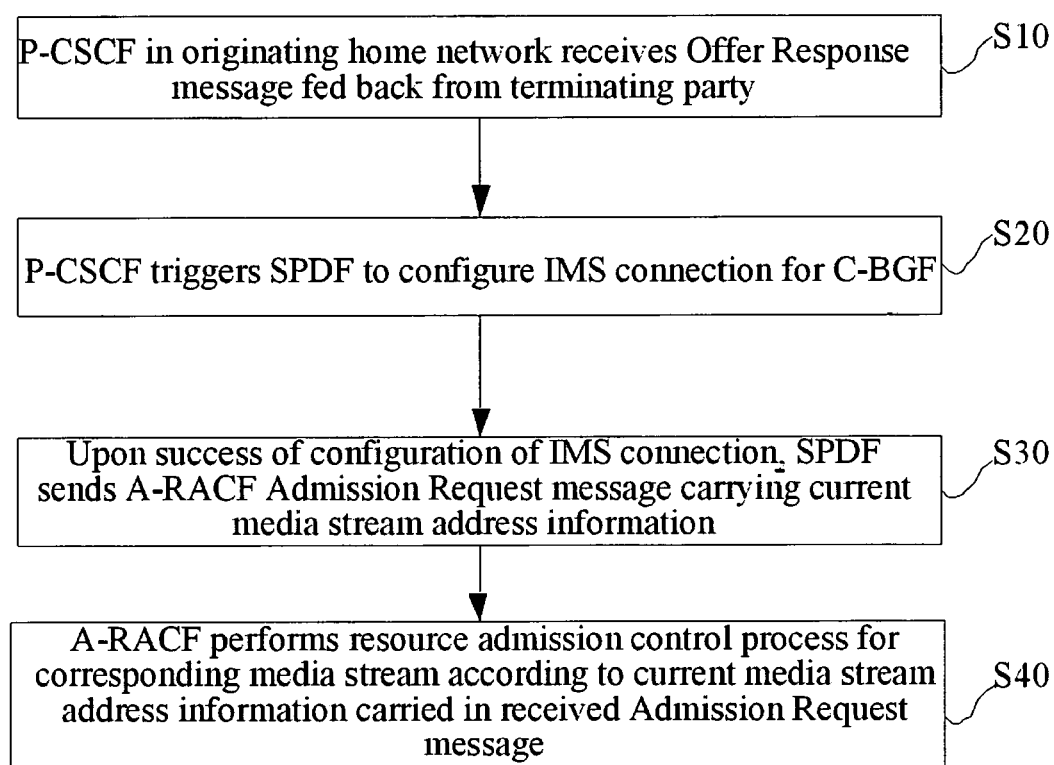 P-CSCF in originating home network receives Offer Response
message fed back from terminating party
S10
P-CSCF triggers SPDF to configure IMS connection for C-BGF
S20
Upon success of configuration of IMS connection, SPDF
sends A-RACF Admission Request message carrying current
media stream address information
S30
A-RACF performs resource admission control process for
corresponding media stream according to current media stream
address information carried in received Admission Request
message
S40